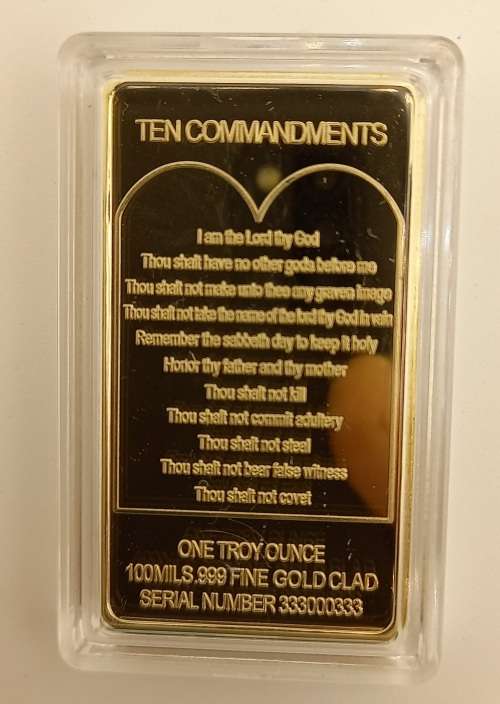 TEN COMMANDMENTS
I am the Lord thy God
Thou shalt have no other gods before me
Thou shalt not make unto thee any graven image
Thou shalt not take the name of the lord thy God in vain
Remember the sabbath day to keep it holy
Honor thy father and thy mother
Thou shalt not kill
Thou shalt not commit adultery
Thou shalt not steal
Thou shalt not bear false witness
Thou shalt not covet
ONE TROY OUNCE
100MILS.999 FINE GOLD CLAD
SERIAL NUMBER 333000333